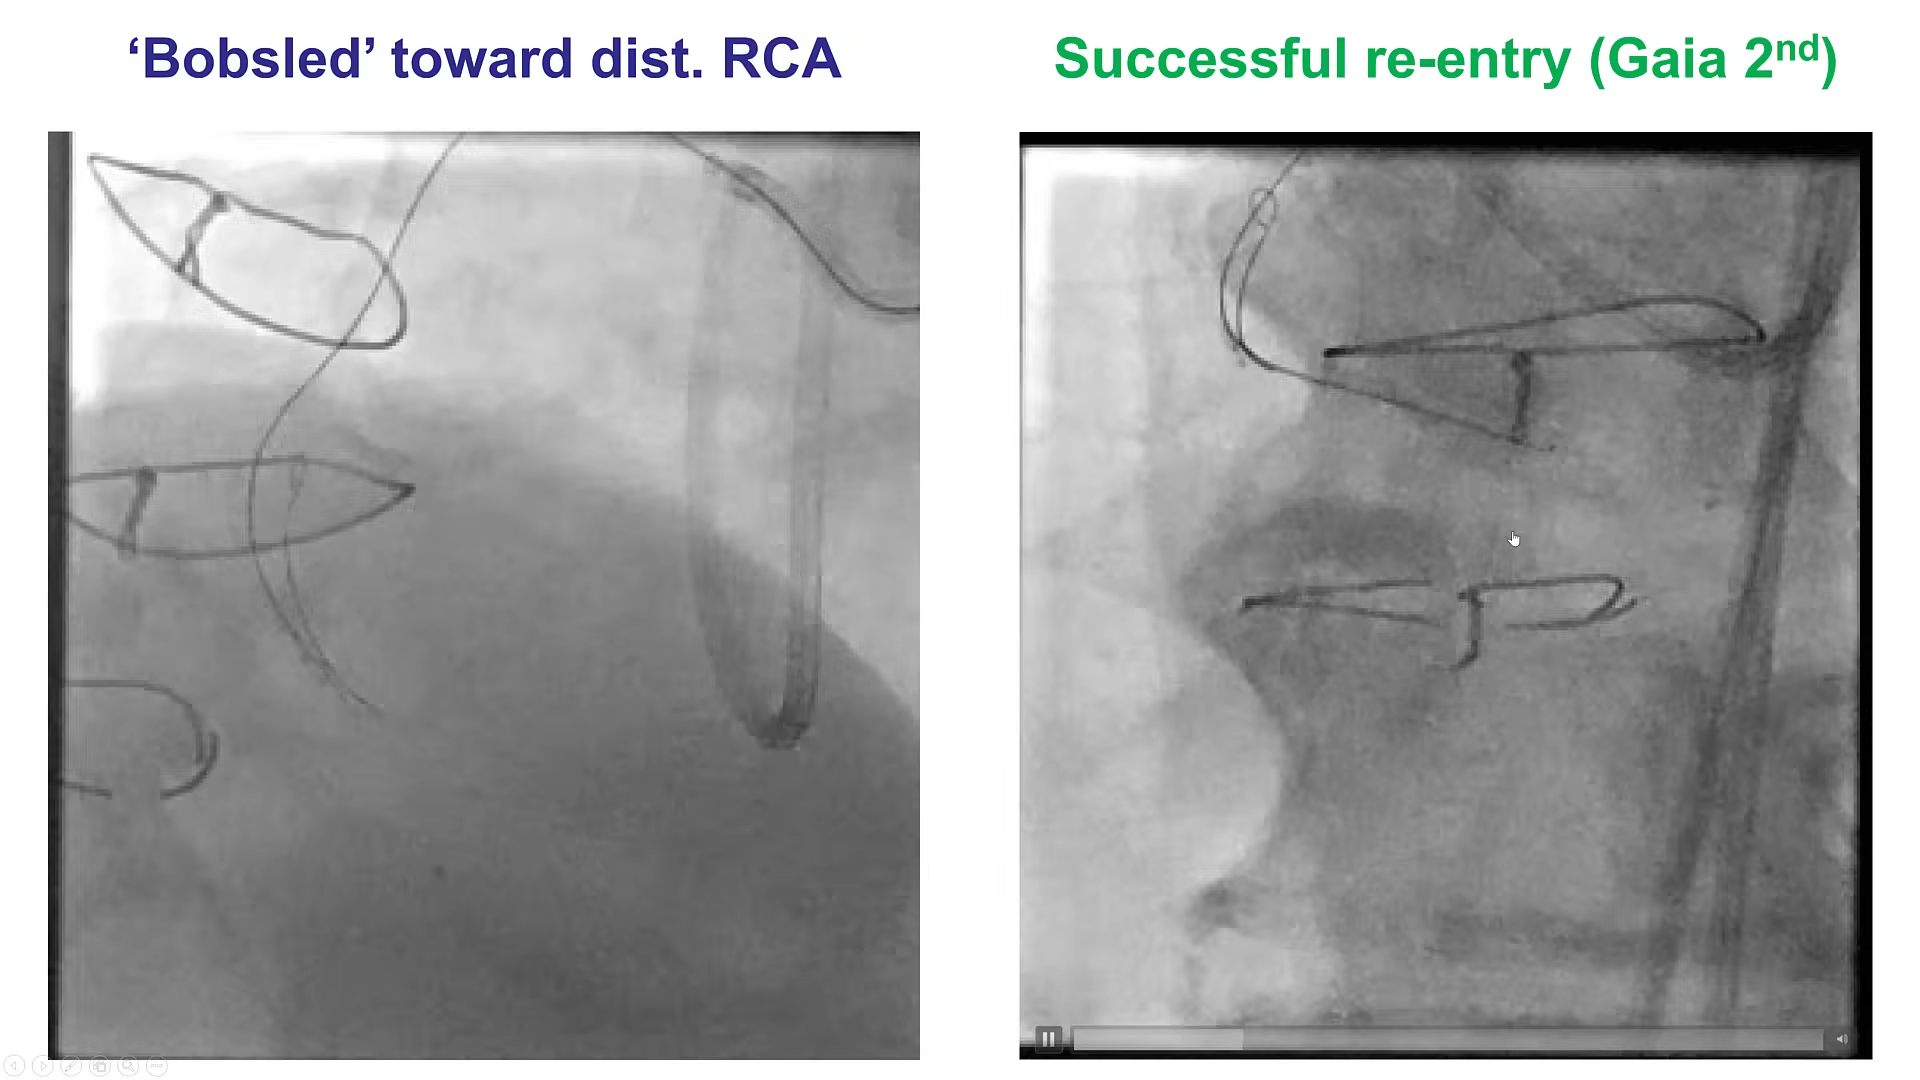 ‘Bobsled’ toward dist. RCA
Successful re-entry (Gaia 2nd)